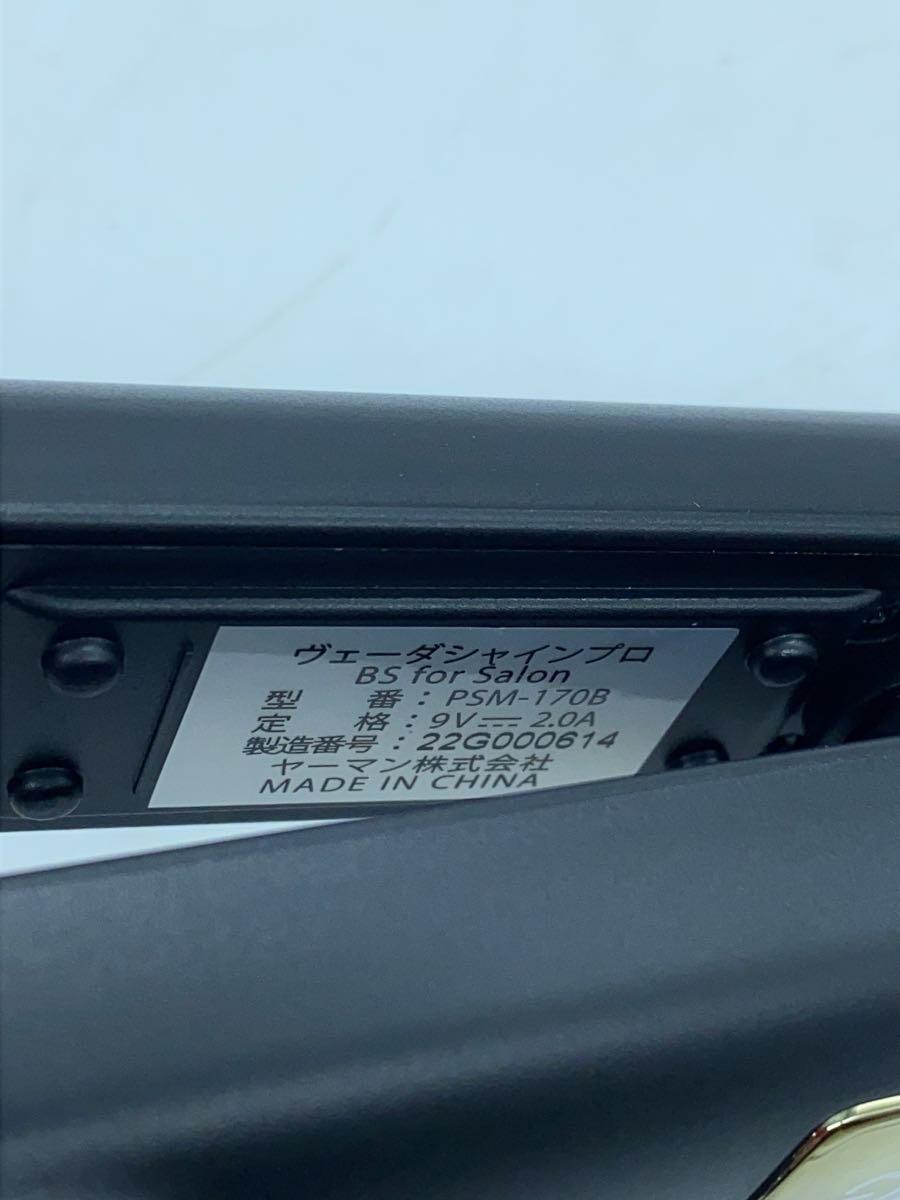 ヴェーダシャインプロ
BS for Salon
型 番 : PSM-170B
定 格 : 9V⎓2.0A
製造番号 : 22G000614
ヤーマン株式会社
MADE IN CHINA